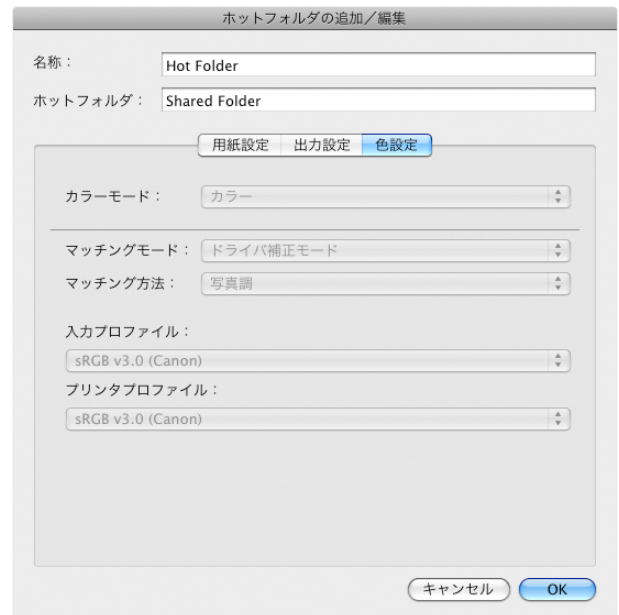 ホットフォルダの追加／編集
名称： Hot Folder
ホットフォルダ： Shared Folder
用紙設定 出力設定 色設定
カラーモード： カラー
マッチングモード： ドライバ補正モード
マッチング方法： 写真調
入力プロファイル：
sRGB v3.0 (Canon)
プリンタプロファイル：
sRGB v3.0 (Canon)
キャンセル OK